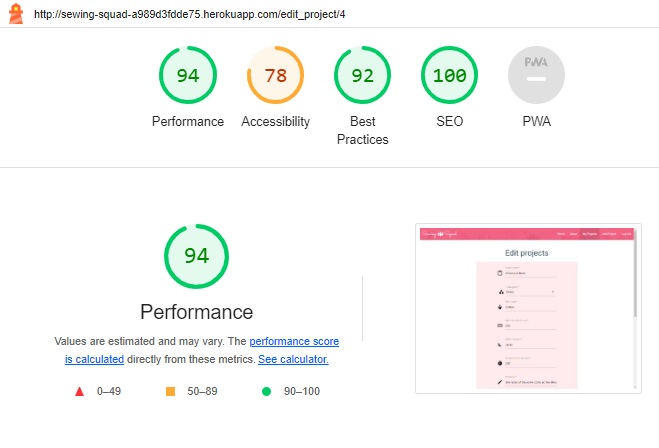 http://sewing-squad-a989d3fdde75.herokuapp.com/edit_project/4
94
78
92
100
PWA
Performance
Accessibility
Best
Practices
SEO
PWA
94
Performance
Values are estimated and may vary. The performance score
is calculated directly from these metrics. See calculator.
0–49
50–89
90–100
Edit projects